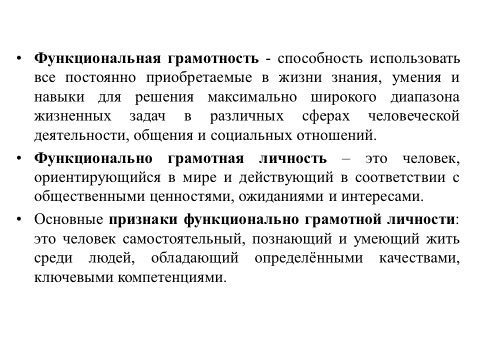 • Функциональная грамотность - способность использовать
все постоянно приобретаемые в жизни знания, умения и
навыки для решения максимально широкого диапазона
жизненных задач в различных сферах человеческой
деятельности, общения и социальных отношений.
• Функционально грамотная личность – это человек,
ориентирующийся в мире и действующий в соответствии с
общественными ценностями, ожиданиями и интересами.
• Основные признаки функционально грамотной личности:
это человек самостоятельный, познающий и умеющий жить
среди людей, обладающий определёнными качествами,
ключевыми компетенциями.